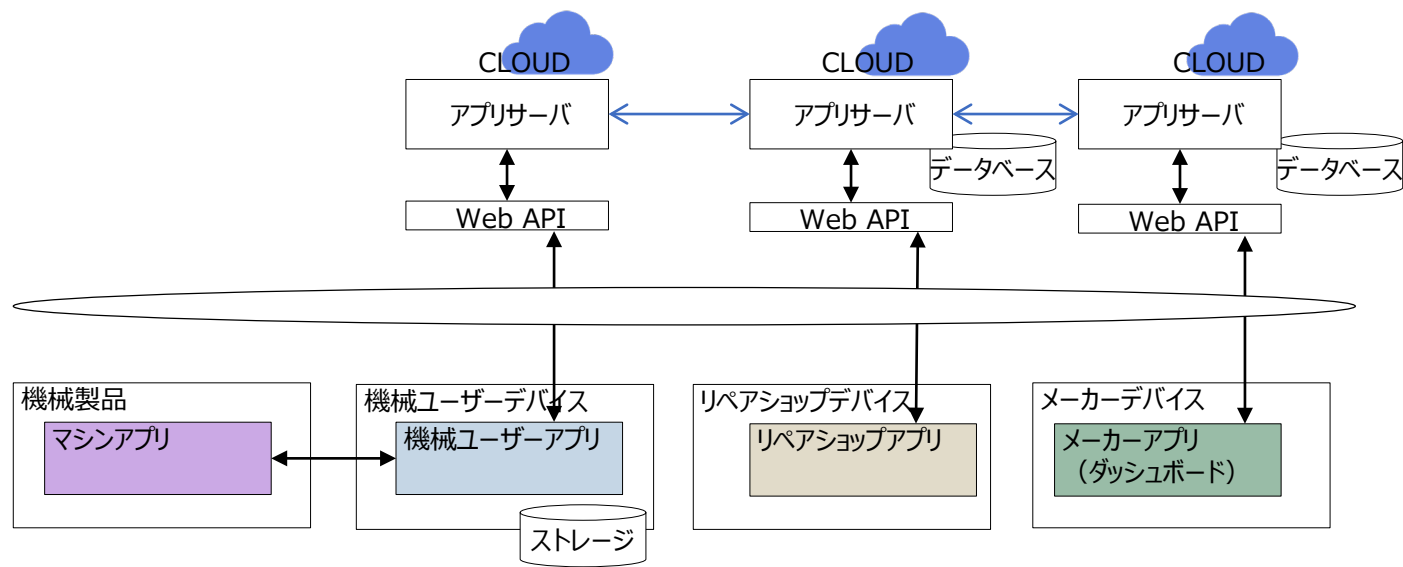 CLOUD
CLOUD
CLOUD
アプリサーバ
アプリサーバ
アプリサーバ
データベース
データベース
Web API
Web API
Web API
機械製品
機械ユーザーデバイス
リペアショップデバイス
メーカーデバイス
マシンアプリ
機械ユーザーアプリ
リペアショップアプリ
メーカーアプリ
（ダッシュボード）
ストレージ